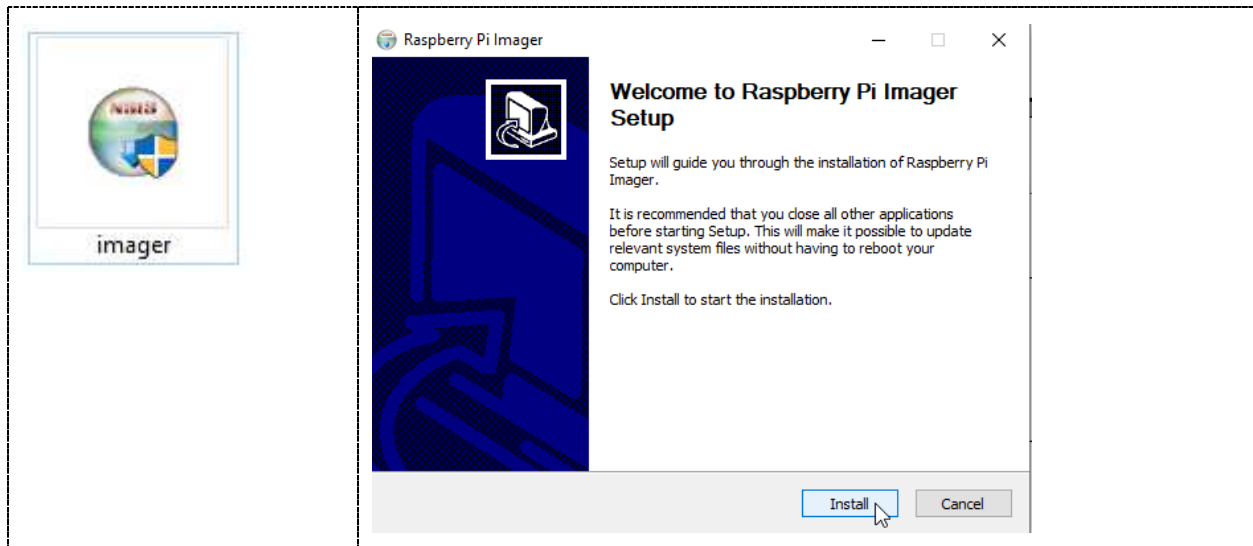 imager
Raspberry Pi Imager
Welcome to Raspberry Pi Imager
Setup
Setup will guide you through the installation of Raspberry Pi
Imager.
It is recommended that you close all other applications
before starting Setup. This will make it possible to update
relevant system files without having to reboot your
computer.
Click Install to start the installation.
Install
Cancel